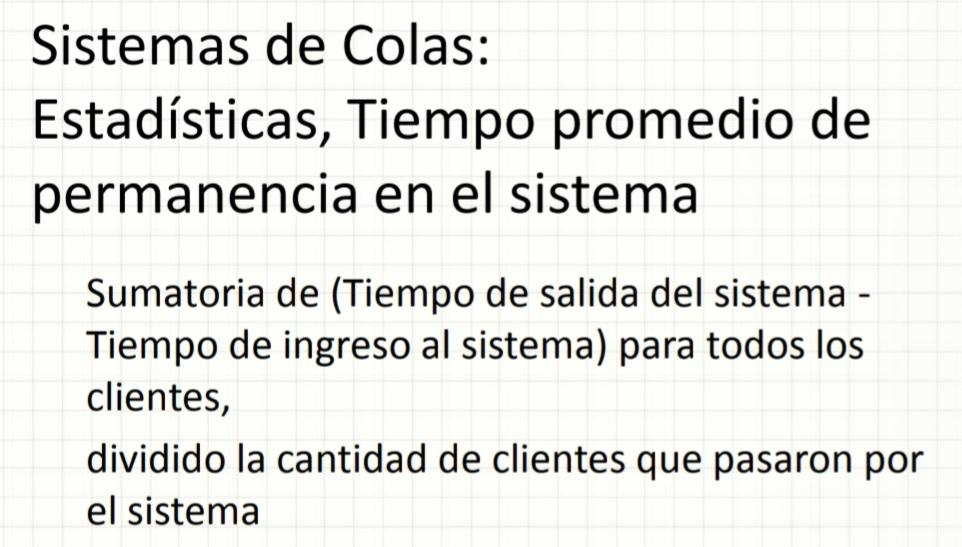 Sistemas de Colas:
Estadísticas, Tiempo promedio de
permanencia en el sistema
Sumatoria de (Tiempo de salida del sistema -
Tiempo de ingreso al sistema) para todos los
clientes,
dividido la cantidad de clientes que pasaron por
el sistema